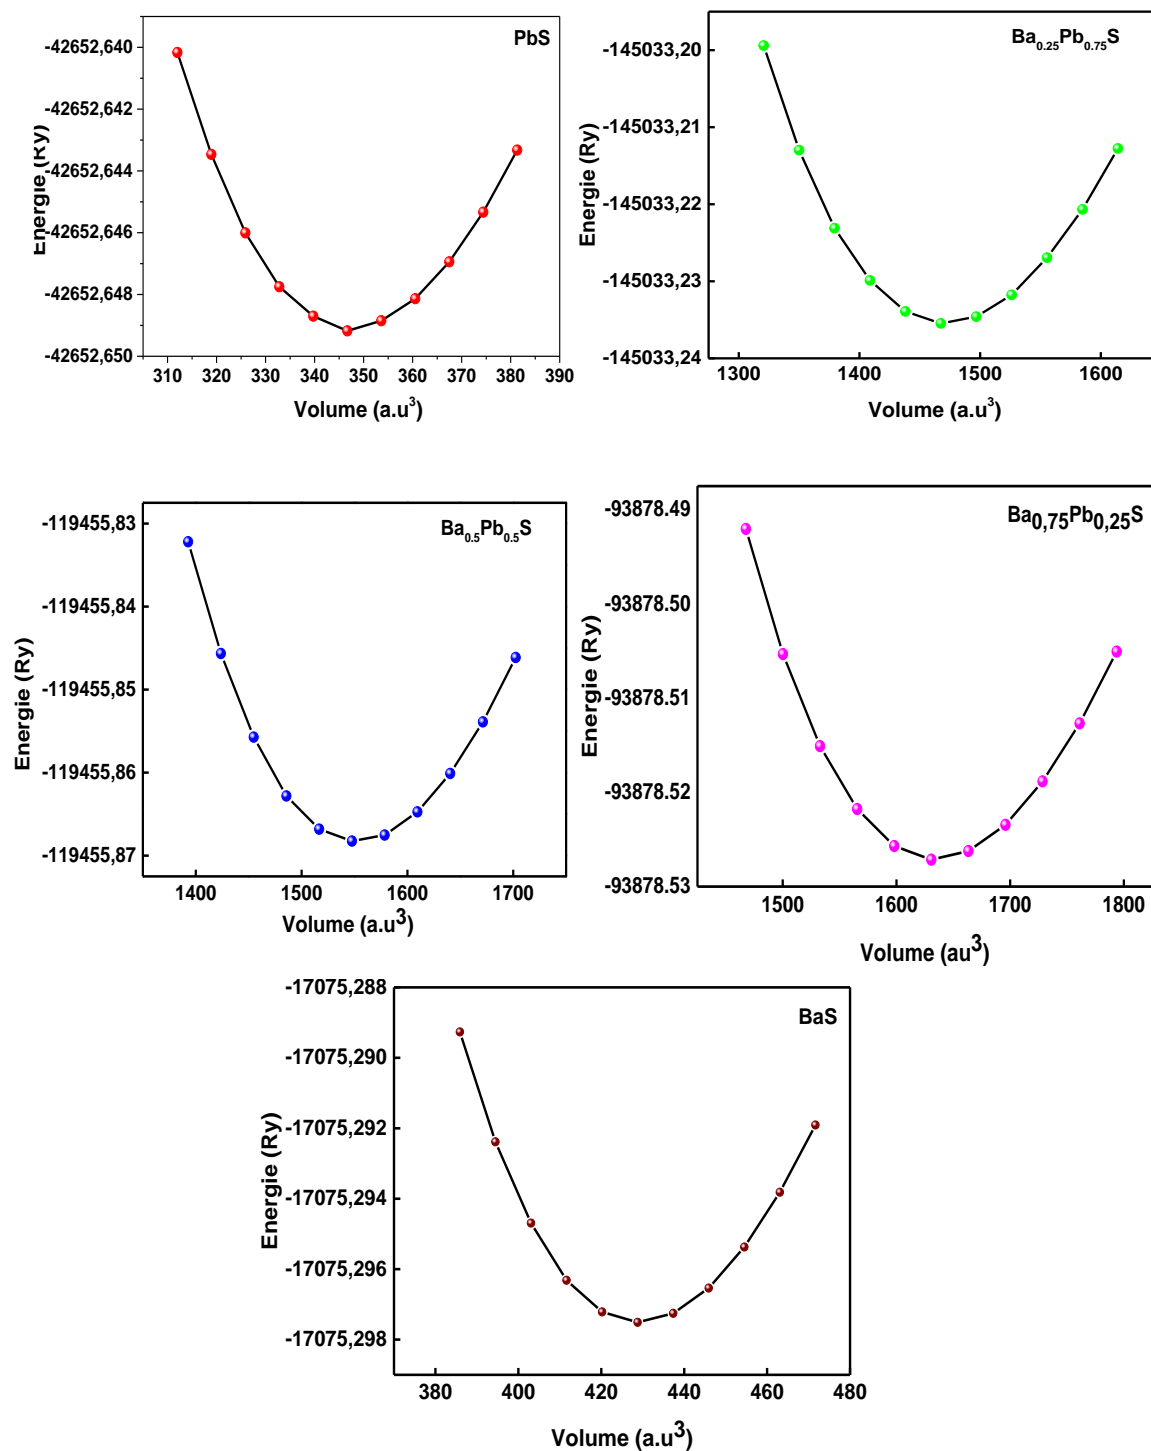 PbS
-42652,640
-42652,642
-42652,644
-42652,646
-42652,648
-42652,650
Energie (Ry)
310 320 330 340 350 360 370 380 390
Volume (a.u³)
Ba₀.₂₅Pb₀.₇₅S
-145033,20
-145033,21
-145033,22
-145033,23
-145033,24
Energie (Ry)
1300 1400 1500 1600
Volume (a.u³)
Ba₀.₅Pb₀.₅S
-119455,83
-119455,84
-119455,85
-119455,86
-119455,87
Energie (Ry)
1400 1500 1600 1700
Volume (a.u³)
Ba₀,₇₅Pb₀,₂₅S
-93878.49
-93878.50
-93878.51
-93878.52
-93878.53
Energie (Ry)
1500 1600 1700 1800
Volume (au³)
BaS
-17075,288
-17075,290
-17075,292
-17075,294
-17075,296
-17075,298
Energie (Ry)
380 400 420 440 460 480
Volume (a.u³)